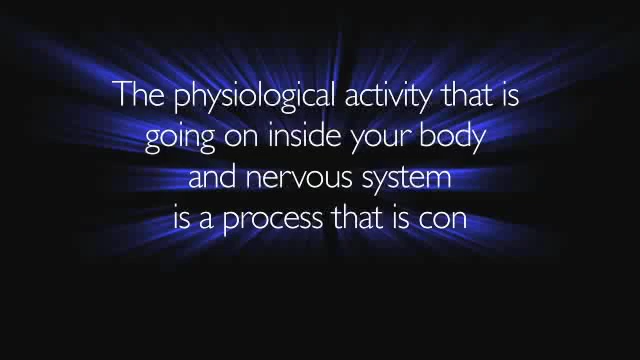 The physiological activity that is
going on inside your body
and nervous system
is a process that is con